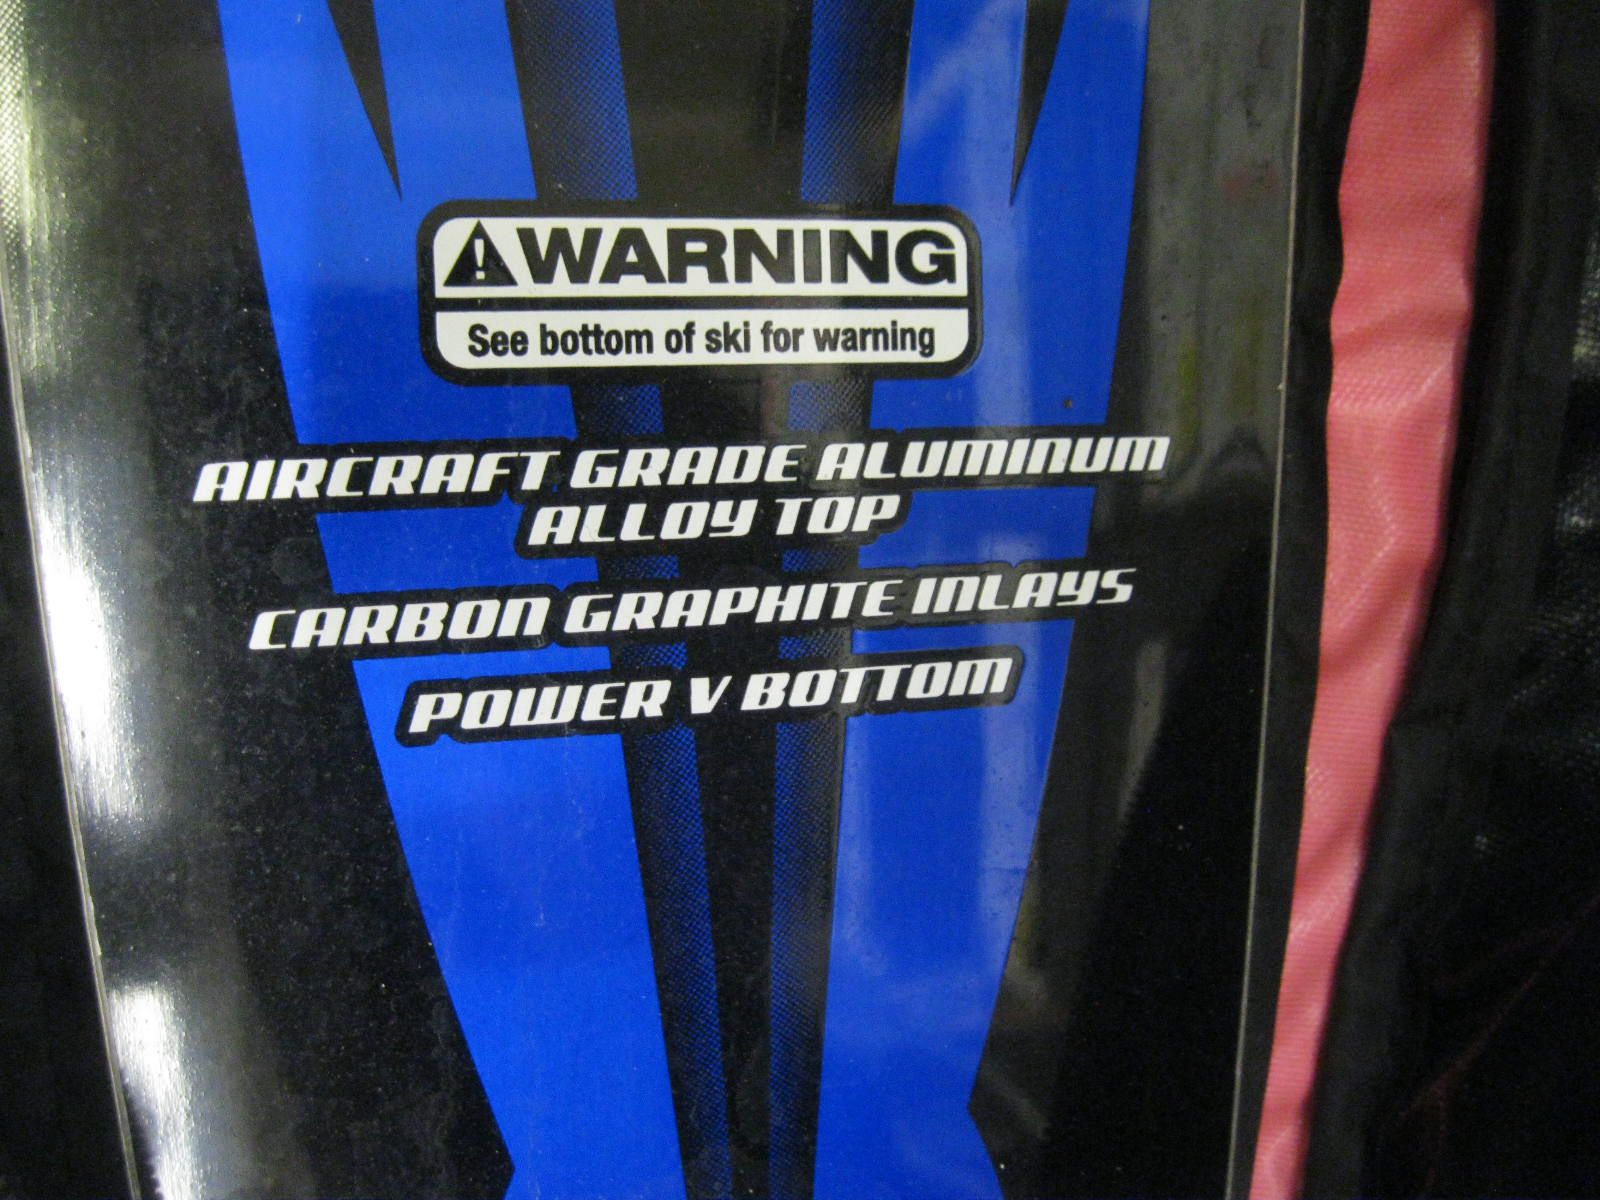 WARNING
See bottom of ski for warning
AIRCRAFT GRADE ALUMINUM
ALLOY TOP
CARBON GRAPHITE INLAYS
POWER V BOTTOM